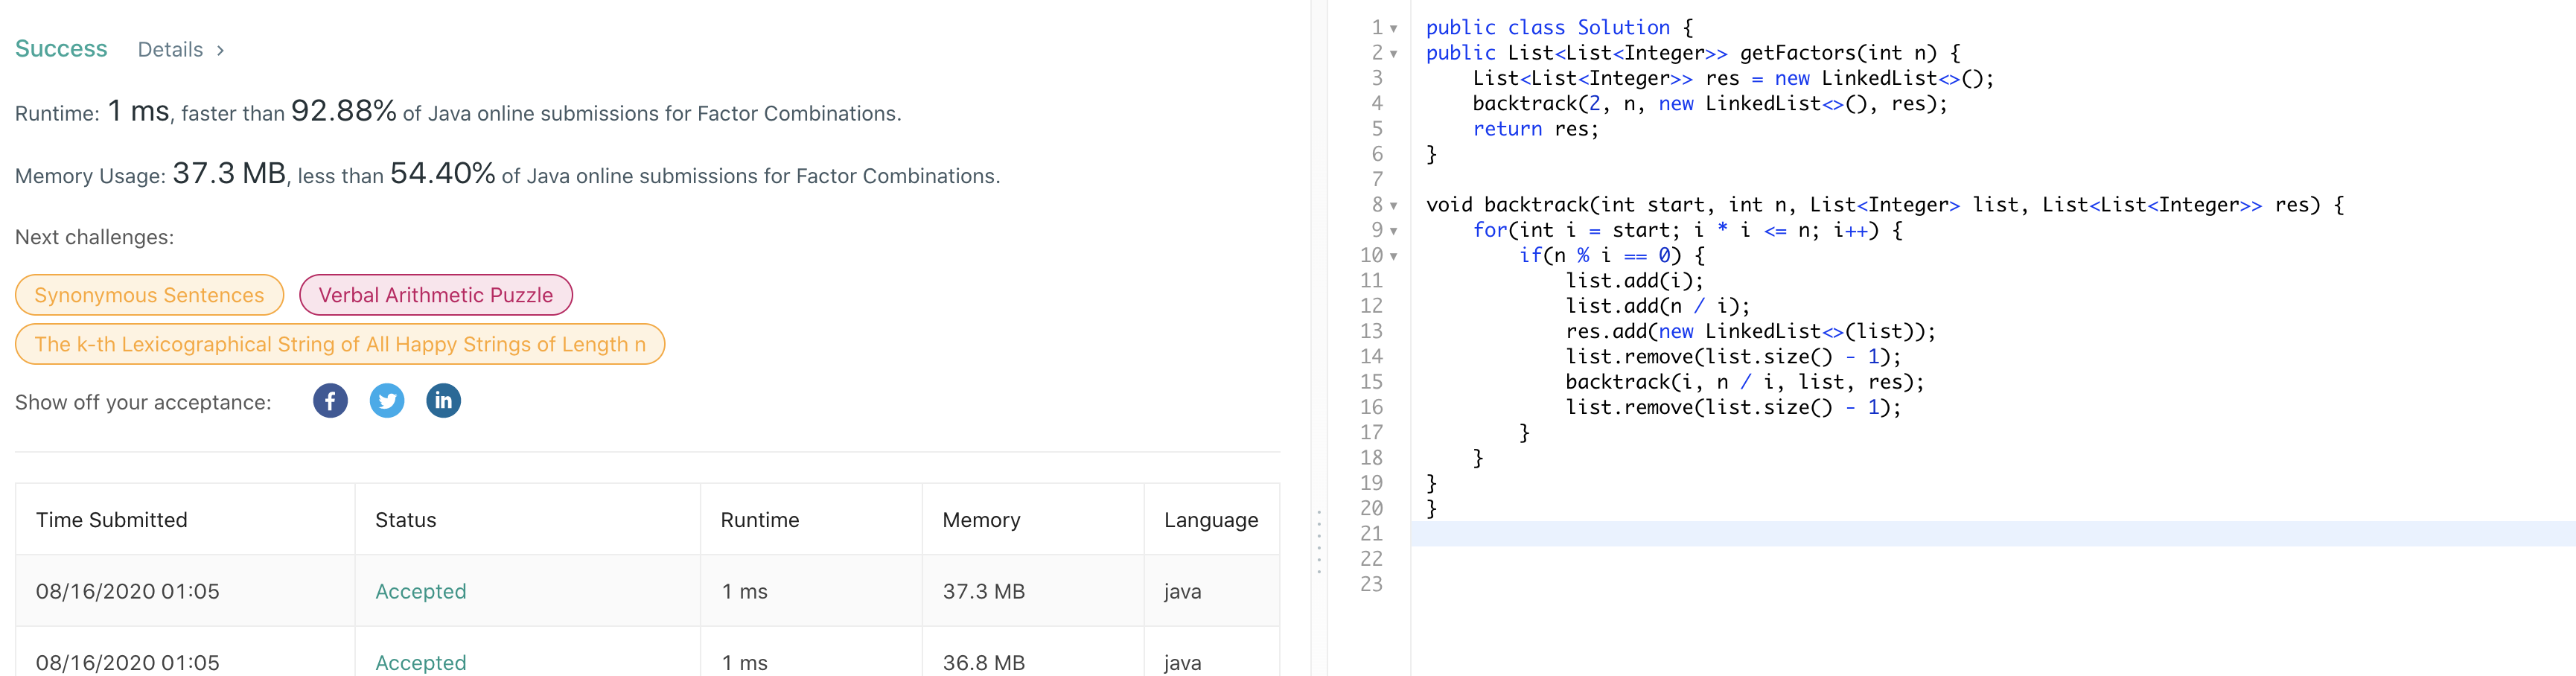 Success Details >
Runtime: 1 ms, faster than 92.88% of Java online submissions for Factor Combinations.
Memory Usage: 37.3 MB, less than 54.40% of Java online submissions for Factor Combinations.
Next challenges:
Synonymous Sentences Verbal Arithmetic Puzzle
The k-th Lexicographical String of All Happy Strings of Length n
Show off your acceptance: f in
Time Submitted Status Runtime Memory Language
08/16/2020 01:05 Accepted 1 ms 37.3 MB java
08/16/2020 01:05 Accepted 1 ms 36.8 MB java
1 public class Solution {
2 public List<List<Integer>> getFactors(int n) {
3     List<List<Integer>> res = new LinkedList<>();
4     backtrack(2, n, new LinkedList<>(), res);
5     return res;
6 }
7
8 void backtrack(int start, int n, List<Integer> list, List<List<Integer>> res) {
9     for(int i = start; i * i <= n; i++) {
10         if(n % i == 0) {
11             list.add(i);
12             list.add(n / i);
13             res.add(new LinkedList<>(list));
14             list.remove(list.size() - 1);
15             backtrack(i, n / i, list, res);
16             list.remove(list.size() - 1);
17         }
18     }
19 }
20 }
21
22
23